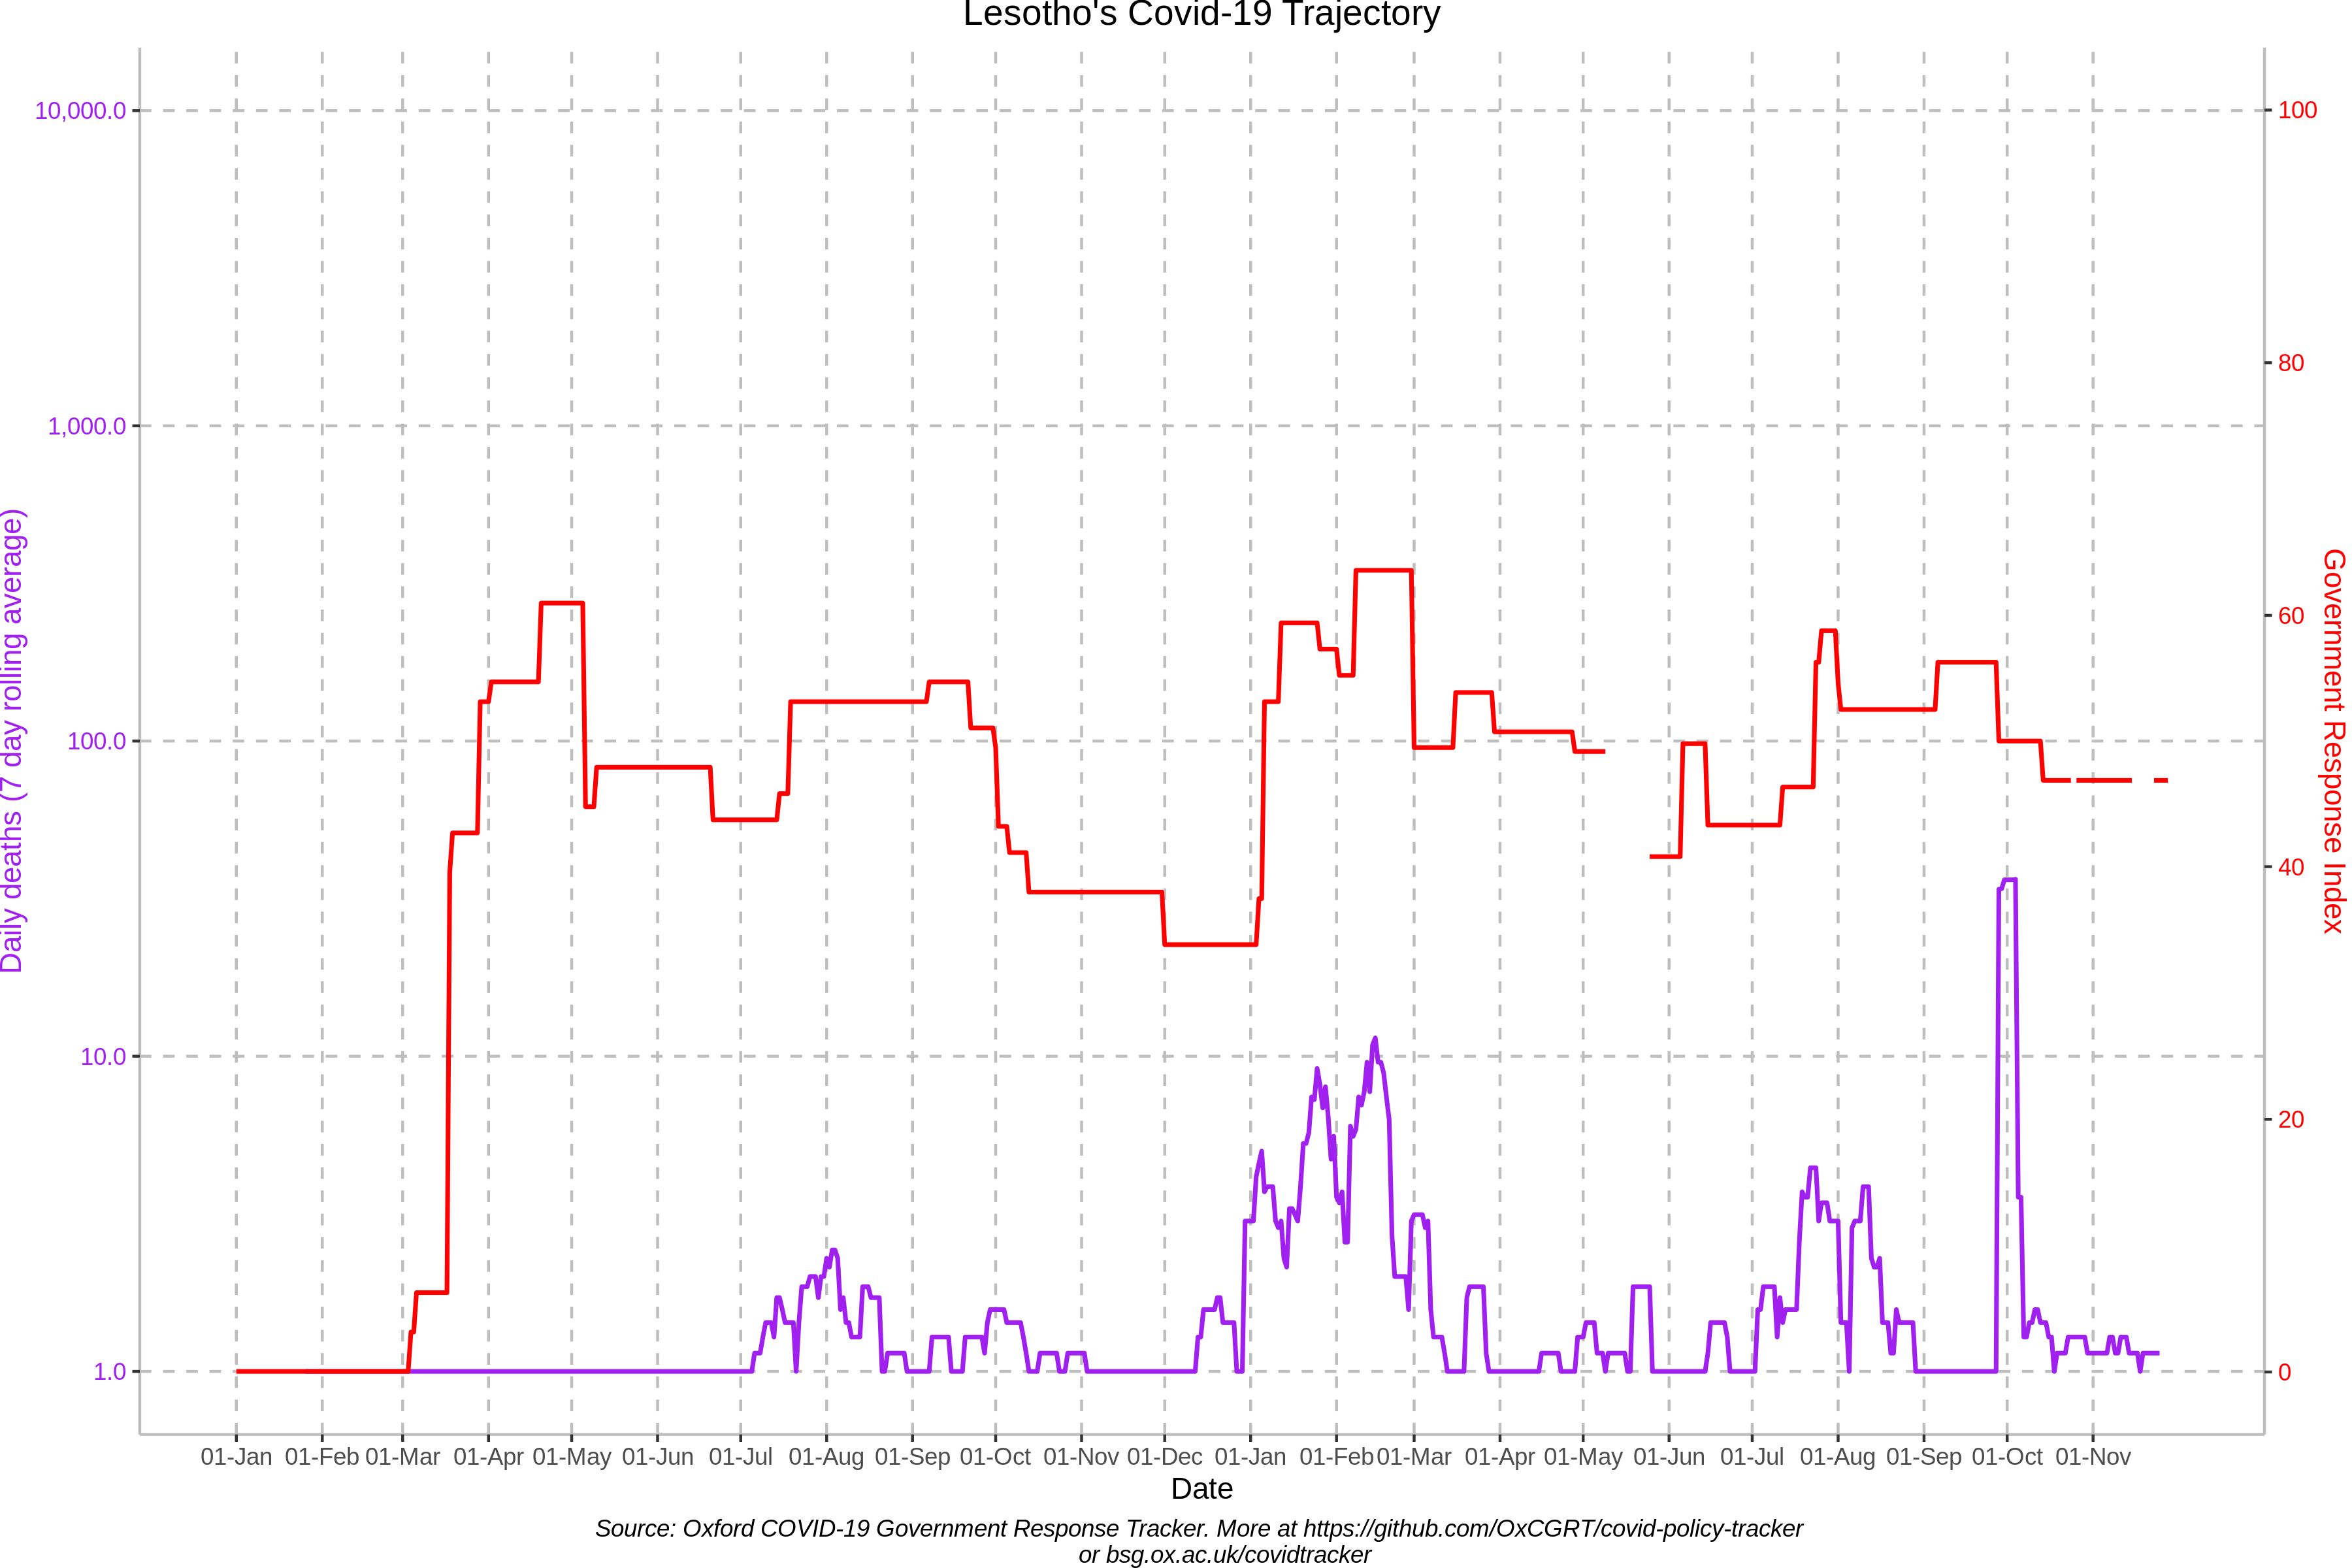 Lesotho's Covid-19 Trajectory
10,000.0
1,000.0
100.0
10.0
1.0
Daily deaths (7 day rolling average)
100
80
60
40
20
0
Government Response Index
01-Jan 01-Feb 01-Mar 01-Apr 01-May 01-Jun 01-Jul 01-Aug 01-Sep 01-Oct 01-Nov 01-Dec 01-Jan 01-Feb 01-Mar 01-Apr 01-May 01-Jun 01-Jul 01-Aug 01-Sep 01-Oct 01-Nov
Date
Source: Oxford COVID-19 Government Response Tracker. More at https://github.com/OxCGRT/covid-policy-tracker
or bsg.ox.ac.uk/covidtracker